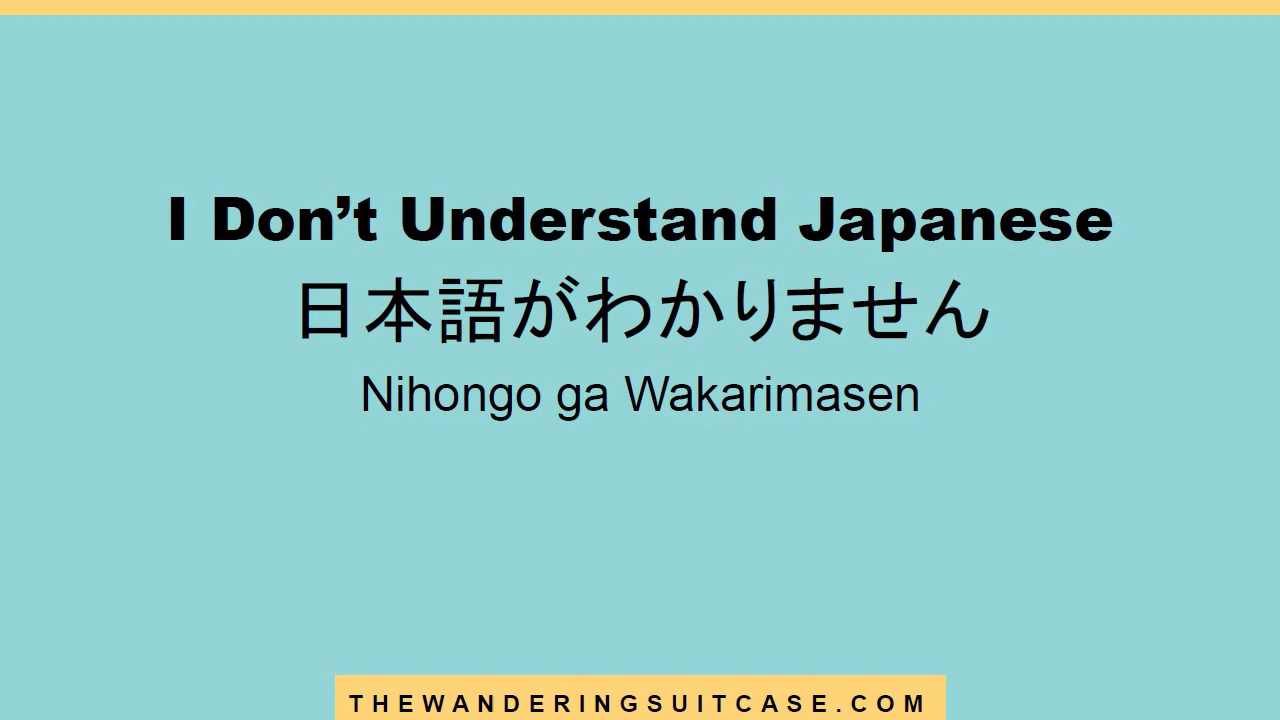 I Don’t Understand Japanese
日本語がわかりません
Nihongo ga Wakarimasen
THEWANDERINGSUITCASE.COM